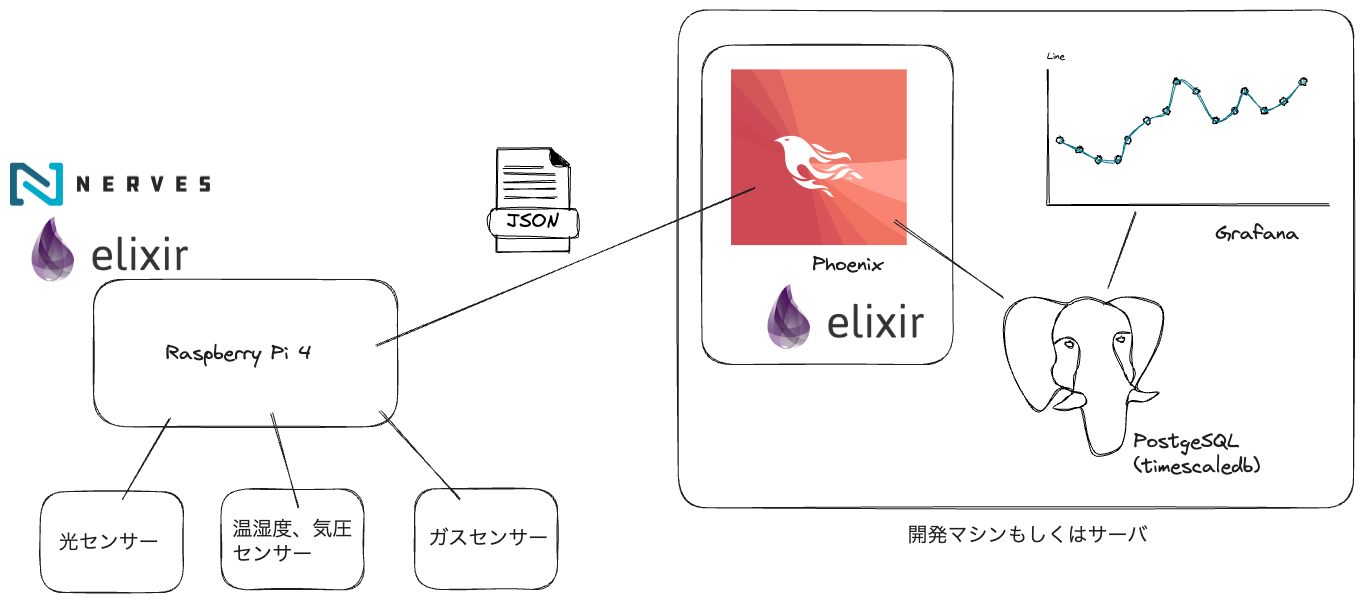 NERVES
elixir
Raspberry Pi 4
光センサー
温湿度、気圧
センサー
ガスセンサー
JSON
Phoenix
elixir
Line
Grafana
PostgeSQL
(timescaledb)
開発マシンもしくはサーバ